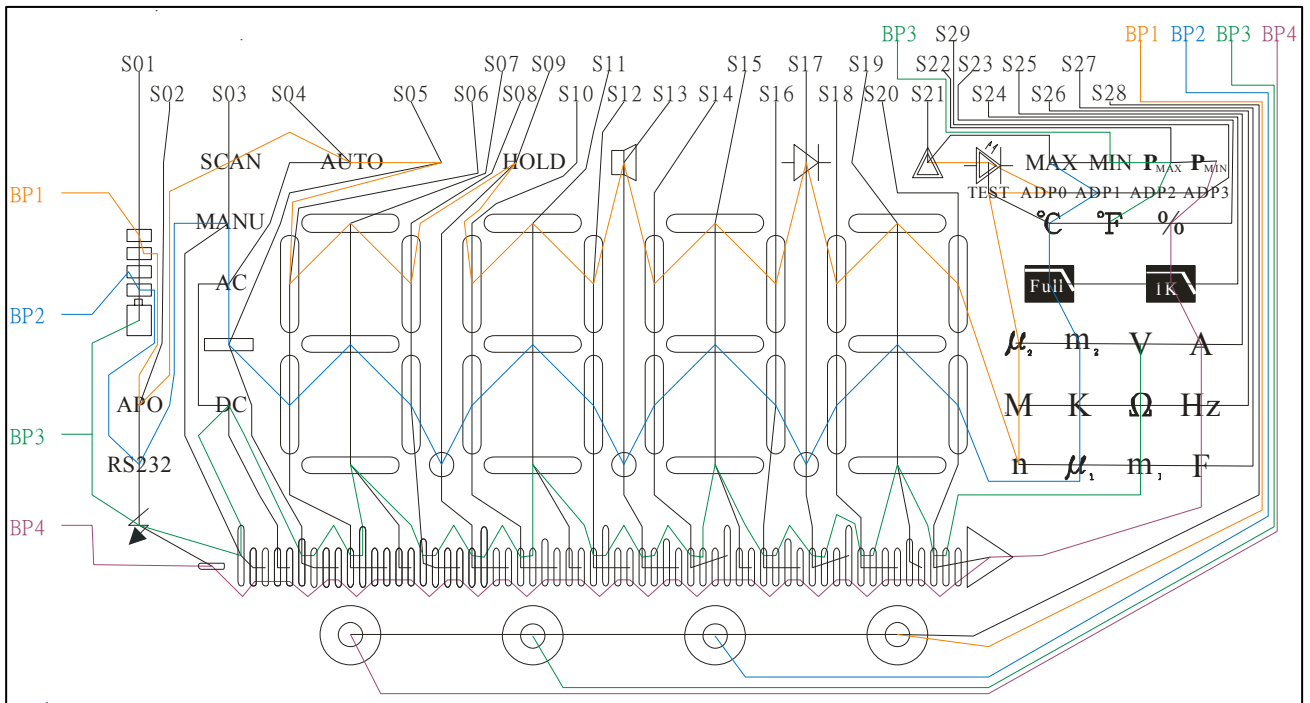 S29 BP1 BP2 BP3 BP4
BP3
S01 S07 S09 S11 S15 S17 S19 S22 S23 S25 S27
S02 S03 S04 S05 S06 S08 S10 S12 S13 S14 S16 S18 S20 S21 S24 S26 S28
SCAN AUTO HOLD MAX MIN PMAX PMIN
TEST ADP0 ADP1 ADP2 ADP3
BP1
MANU ℃ ℉ %
AC Full 1K
BP2
μ2 m2 V A
APO DC M K Ω Hz
BP3
RS232 n μ1 m1 F
BP4